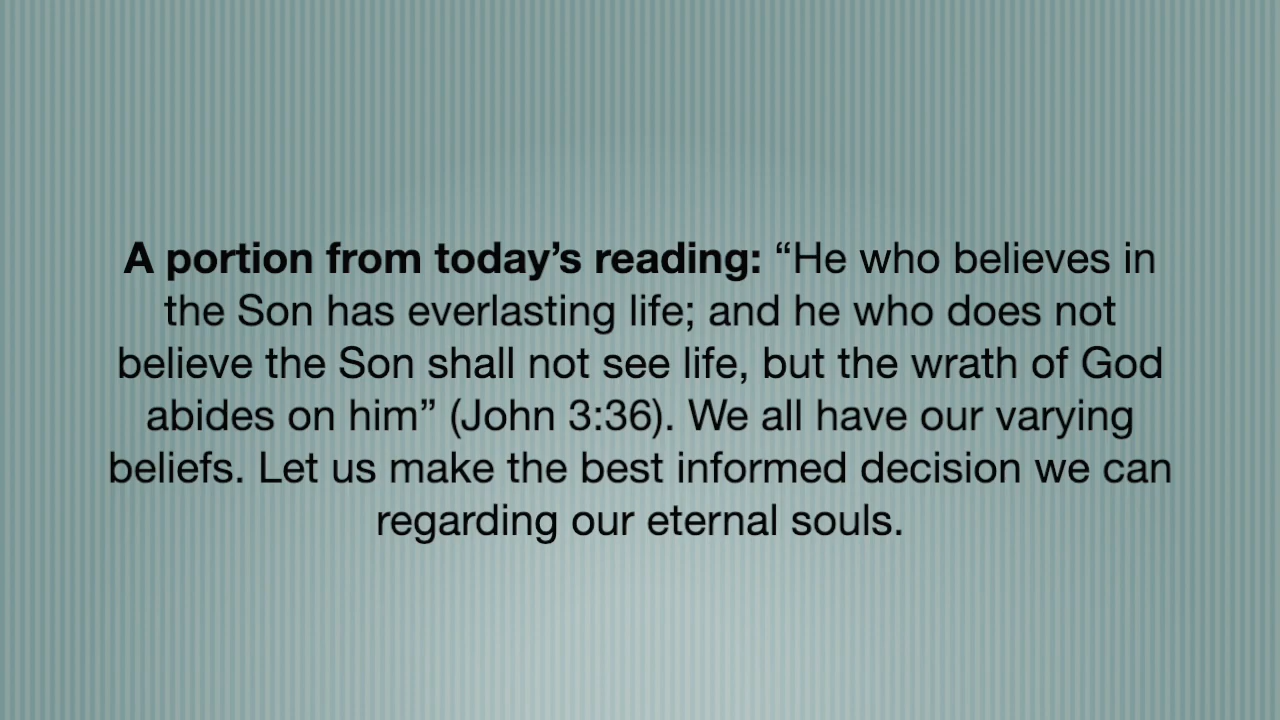 A portion from today’s reading: “He who believes in
the Son has everlasting life; and he who does not
believe the Son shall not see life, but the wrath of God
abides on him” (John 3:36). We all have our varying
beliefs. Let us make the best informed decision we can
regarding our eternal souls.